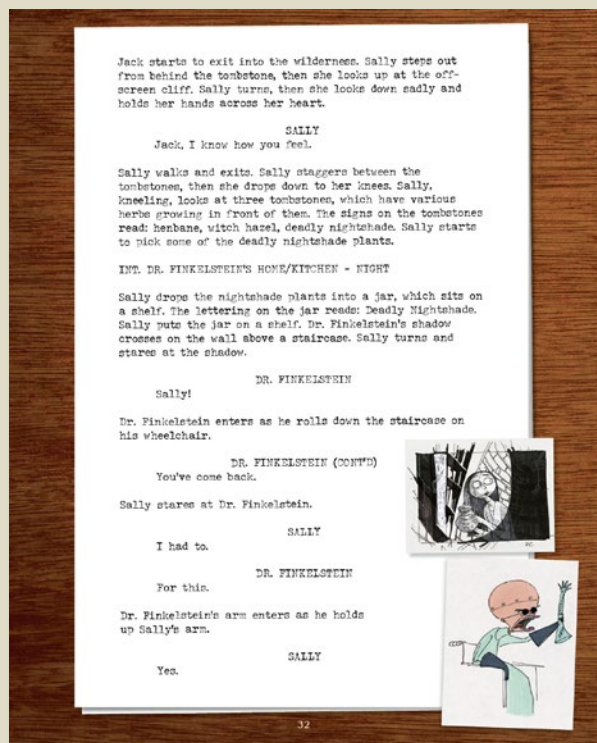 Jack starts to exit into the wilderness. Sally steps out
from behind the tombstone, then she looks up at the off-
screen cliff. Sally turns, then she looks down sadly and
holds her hands across her heart.
SALLY
Jack, I know how you feel.
Sally walks and exits. Sally staggers between the
tombstones, then she drops down to her knees. Sally,
kneeling, looks at three tombstones, which have various
herbs growing in front of them. The signs on the tombstones
read: henbane, witch hazel, deadly nightshade. Sally starts
to pick some of the deadly nightshade plants.
INT. DR. FINKELSTEIN'S HOME/KITCHEN - NIGHT
Sally drops the nightshade plants into a jar, which sits on
a shelf. The lettering on the jar reads: Deadly Nightshade.
Sally puts the jar on a shelf. Dr. Finkelstein's shadow
crosses on the wall above a staircase. Sally turns and
stares at the shadow.
DR. FINKELSTEIN
Sally!
Dr. Finkelstein enters as he rolls down the staircase on
his wheelchair.
DR. FINKELSTEIN (CONT'D)
You've come back.
Sally stares at Dr. Finkelstein.
SALLY
I had to.
DR. FINKELSTEIN
For this.
Dr. Finkelstein's arm enters as he holds
up Sally's arm.
SALLY
Yes.
32